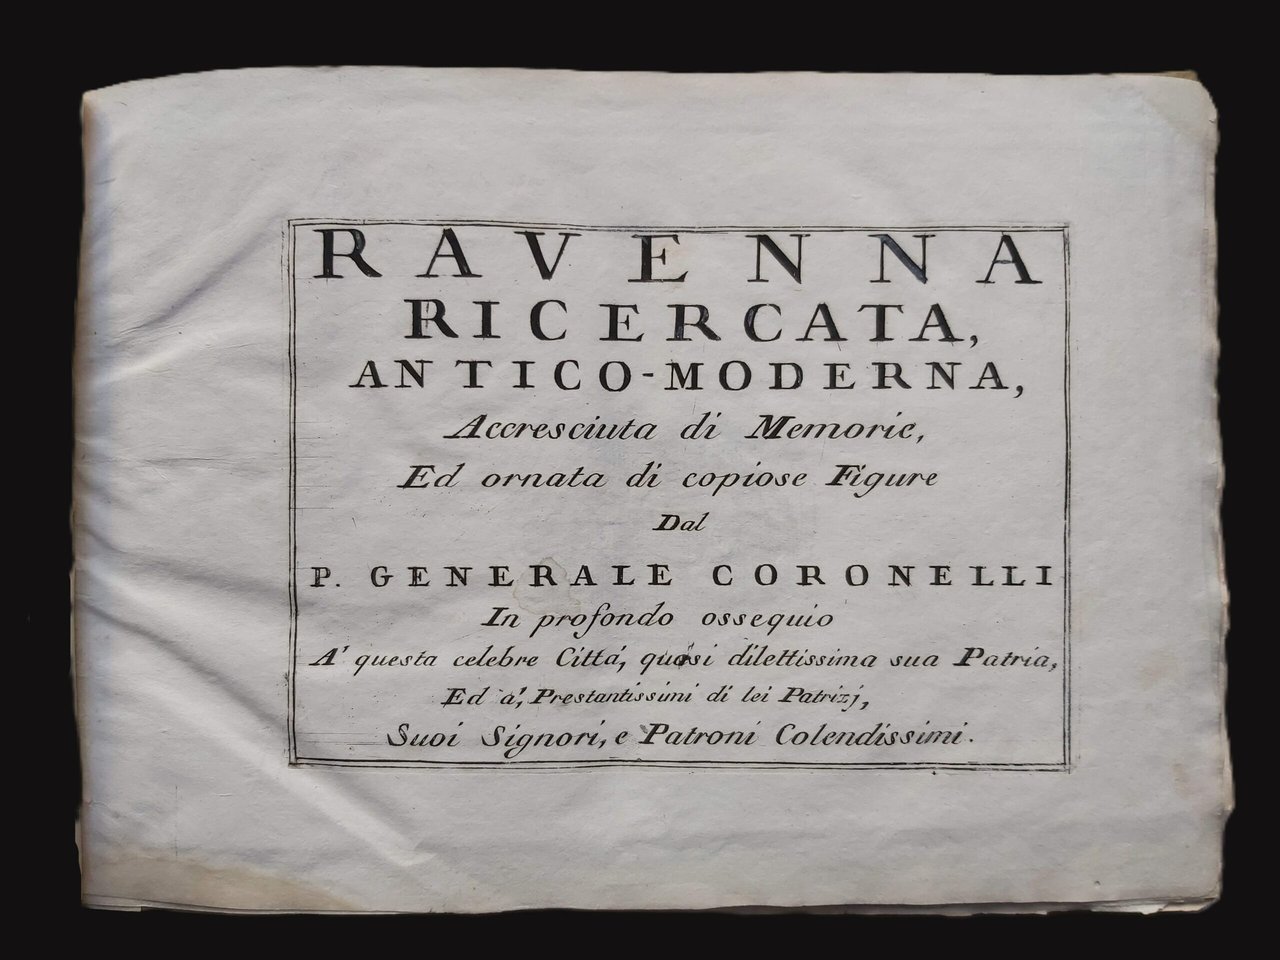 RAVENNA
RICERCATA,
ANTICO-MODERNA,
Accresciuta di Memorie,
Ed ornata di copiose Figure
Dal
P. GENERALE CORONELLI
In profondo ossequio
A' questa celebre Cittá, quasi dilettissima sua Patria,
Ed a', Prestantissimi di lei Patrizj,
Suoi Signori, e Patroni Colendissimi.